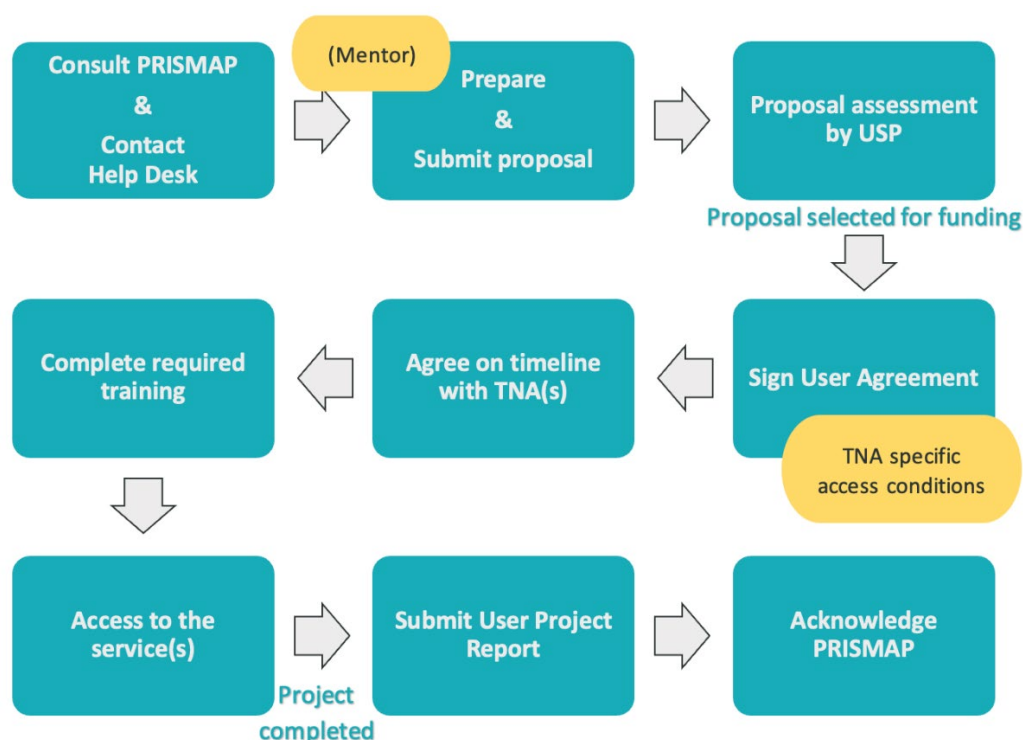 Consult PRISMAP
&
Contact
Help Desk
(Mentor)
Prepare
&
Submit proposal
Proposal assessment
by USP
Proposal selected for funding
Sign User Agreement
TNA specific
access conditions
Agree on timeline
with TNA(s)
Complete required
training
Access to the
service(s)
Project
completed
Submit User Project
Report
Acknowledge
PRISMAP